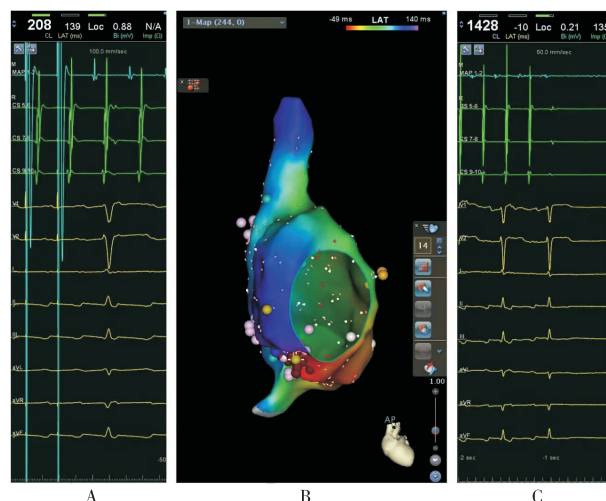 208 139 Loc 0.88 N/A
CL LAT (ms) Bi (mV) Imp (Ω)
100.0 mm/sec
M
MAP 1-2
R
CS 5-6
CS 7-8
CS 9-10
V1
V2
I
II
III
aVL
aVR
aVF
-50
A
1-Map (244, 0)
-49 ms LAT 140 ms
14
1.00
AP
B
1428 -10 Loc 0.21 135
CL LAT (ms) Bi (mV) Imp (Ω)
50.0 mm/sec
M
MAP 1-2
R
CS 5-6
CS 7-8
CS 9-10
V1
V2
II
III
aVL
aVR
aVF
-2 sec -1 sec
C